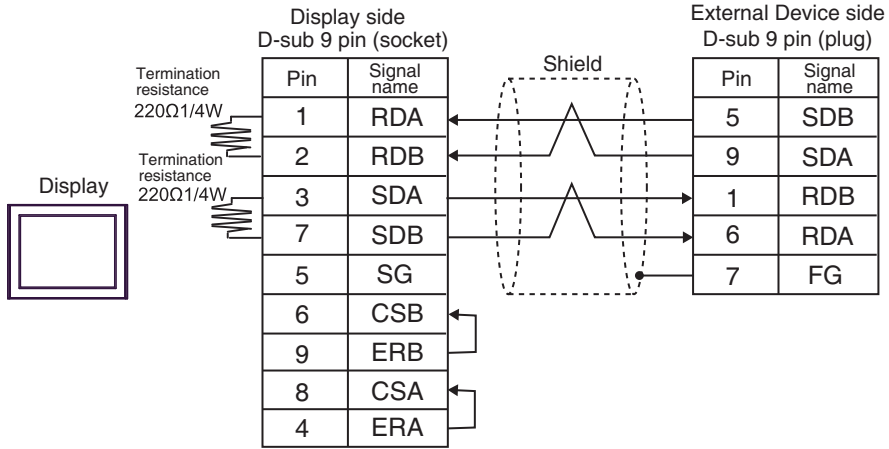 Display side
D-sub 9 pin (socket)
External Device side
D-sub 9 pin (plug)
Termination
resistance
220Ω1/4W
Termination
resistance
220Ω1/4W
Display
Shield
Pin Signal name
1 RDA
2 RDB
3 SDA
7 SDB
5 SG
6 CSB
9 ERB
8 CSA
4 ERA
Pin Signal name
5 SDB
9 SDA
1 RDB
6 RDA
7 FG